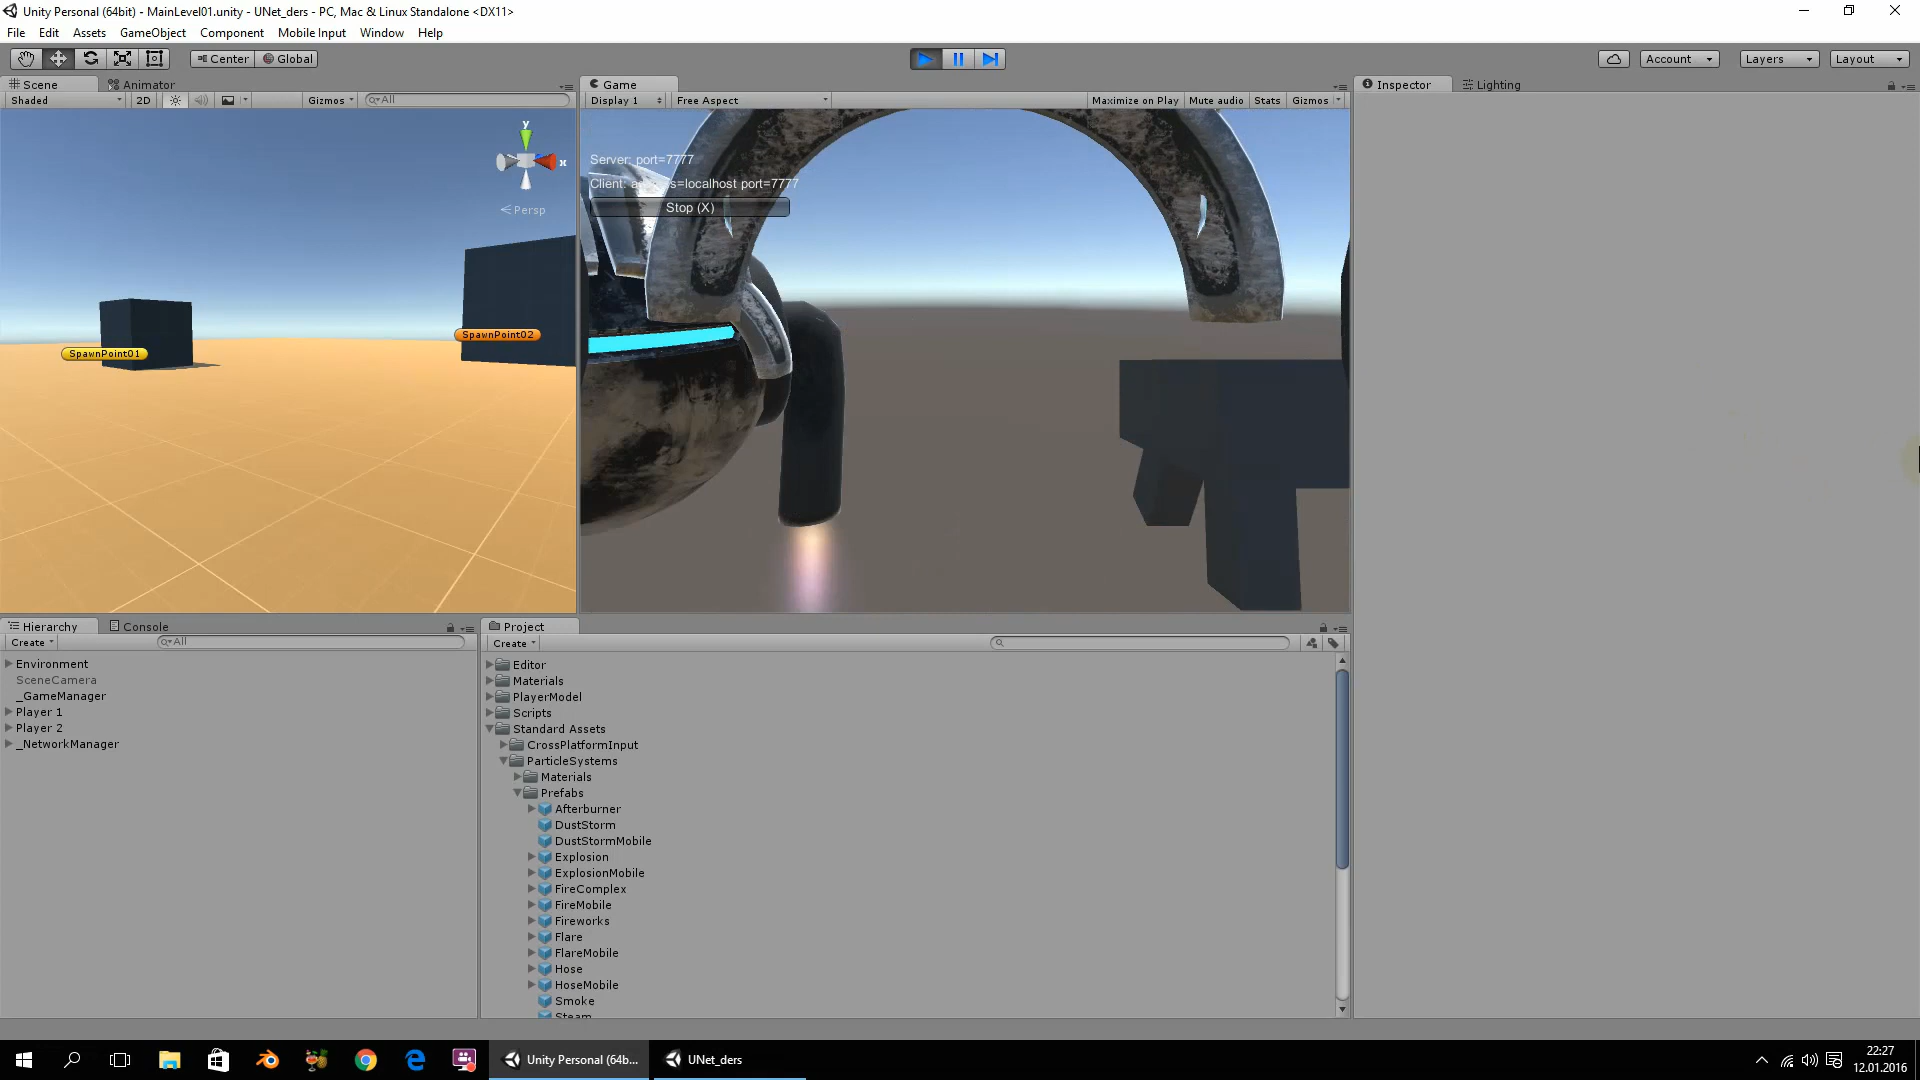 Unity Personal (64bit) - MainLevel01.unity - UNet_ders - PC, Mac & Linux Standalone <DX11>
File Edit Assets GameObject Component Mobile Input Window Help
Center Global
Account Layers Layout
Scene Animator
Shaded 2D Gizmos All
y
x
Persp
SpawnPoint01
SpawnPoint02
Game
Display 1 Free Aspect Maximize on Play Mute audio Stats Gizmos
Server: port=7777
Client: address=localhost port=7777
Stop (X)
Inspector Lighting
Hierarchy Console
Create All
Environment
SceneCamera
_GameManager
Player 1
Player 2
_NetworkManager
Project
Create
Editor
Materials
PlayerModel
Scripts
Standard Assets
CrossPlatformInput
ParticleSystems
Materials
Prefabs
Afterburner
DustStorm
DustStormMobile
Explosion
ExplosionMobile
FireComplex
FireMobile
Fireworks
Flare
FlareMobile
Hose
HoseMobile
Smoke
Steam
Unity Personal (64b...
UNet_ders
22:27
12.01.2016